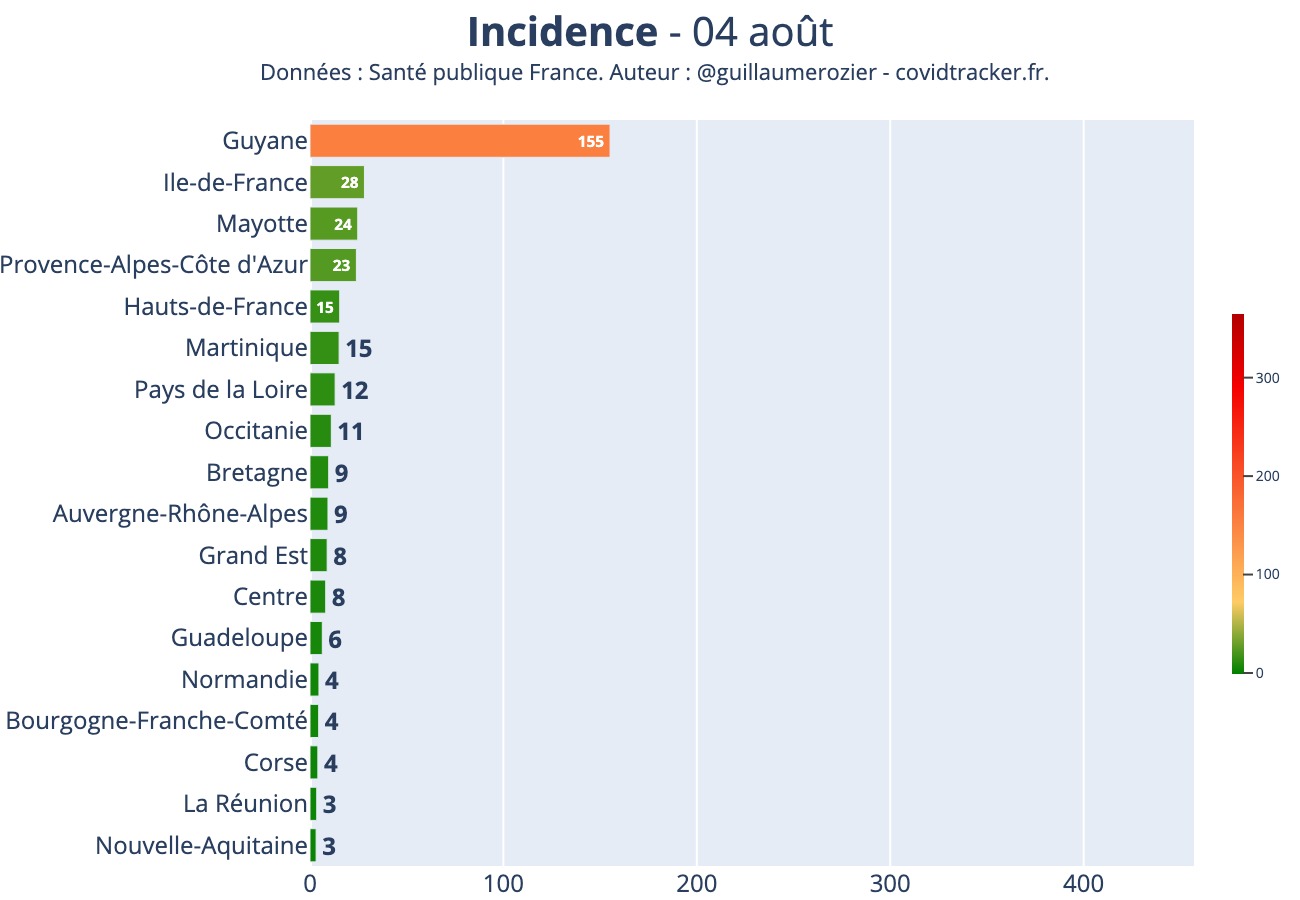 Incidence - 04 août
Données : Santé publique France. Auteur : @guillaumerozier - covidtracker.fr.
Guyane 155
Ile-de-France 28
Mayotte 24
Provence-Alpes-Côte d'Azur 23
Hauts-de-France 15
Martinique 15
Pays de la Loire 12
Occitanie 11
Bretagne 9
Auvergne-Rhône-Alpes 9
Grand Est 8
Centre 8
Guadeloupe 6
Normandie 4
Bourgogne-Franche-Comté 4
Corse 4
La Réunion 3
Nouvelle-Aquitaine 3
0 100 200 300 400
300
200
100
0